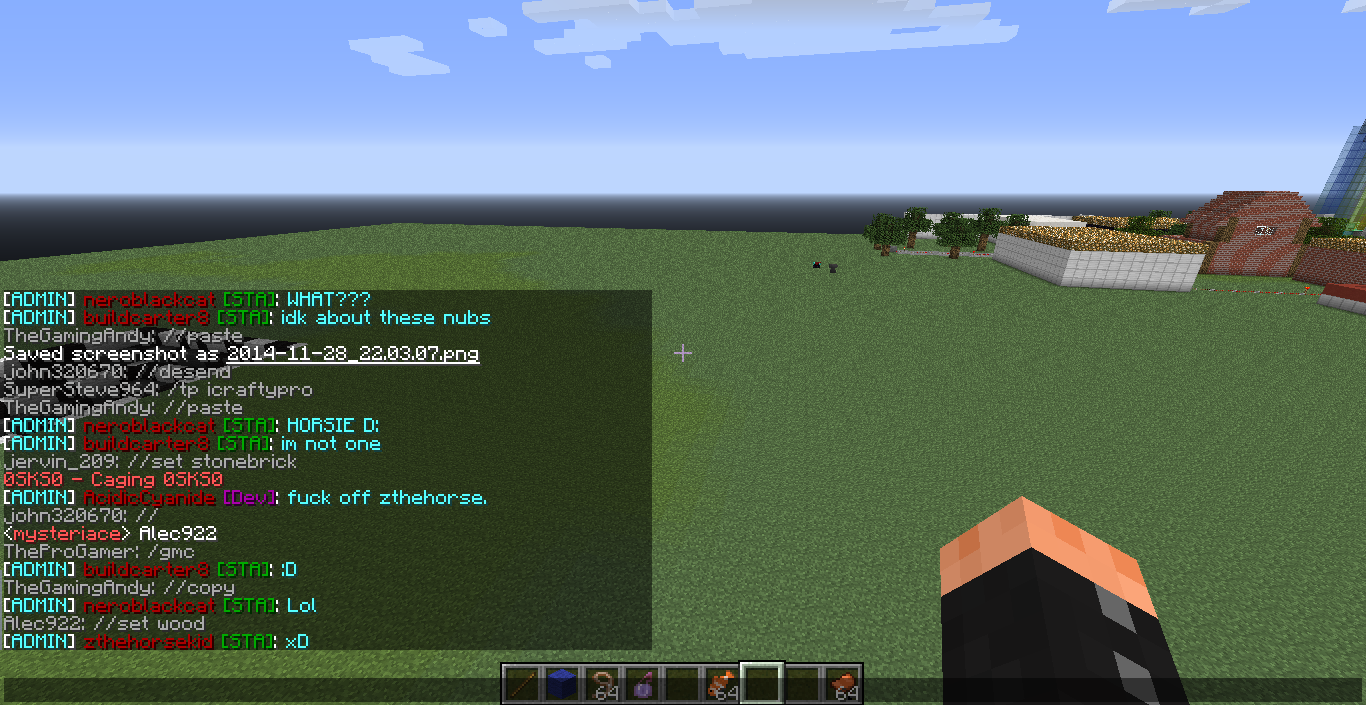 [ADMIN] neroblackcat [STA]: WHAT???
[ADMIN] buildcarter8 [STA]: idk about these nubs
TheGamingAndy: //paste
Saved screenshot as 2014-11-28_22.03.07.png
john320670: //desend
SuperSteve964: /tp icraftypro
TheGamingAndy: //paste
[ADMIN] neroblackcat [STA]: HORSIE D:
[ADMIN] buildcarter8 [STA]: im not one
jervin_209: //set stonebrick
0SKS0 - Caging 0SKS0
[ADMIN] AcidicCyanide [Dev]: fuck off zthehorse.
john320670: //
<mysteriace> Alec922
TheProGamer: /gmc
[ADMIN] buildcarter8 [STA]: :D
TheGamingAndy: //copy
[ADMIN] neroblackcat [STA]: Lol
Alec922: //set wood
[ADMIN] zthehorsekid [STA]: xD
64 64 64